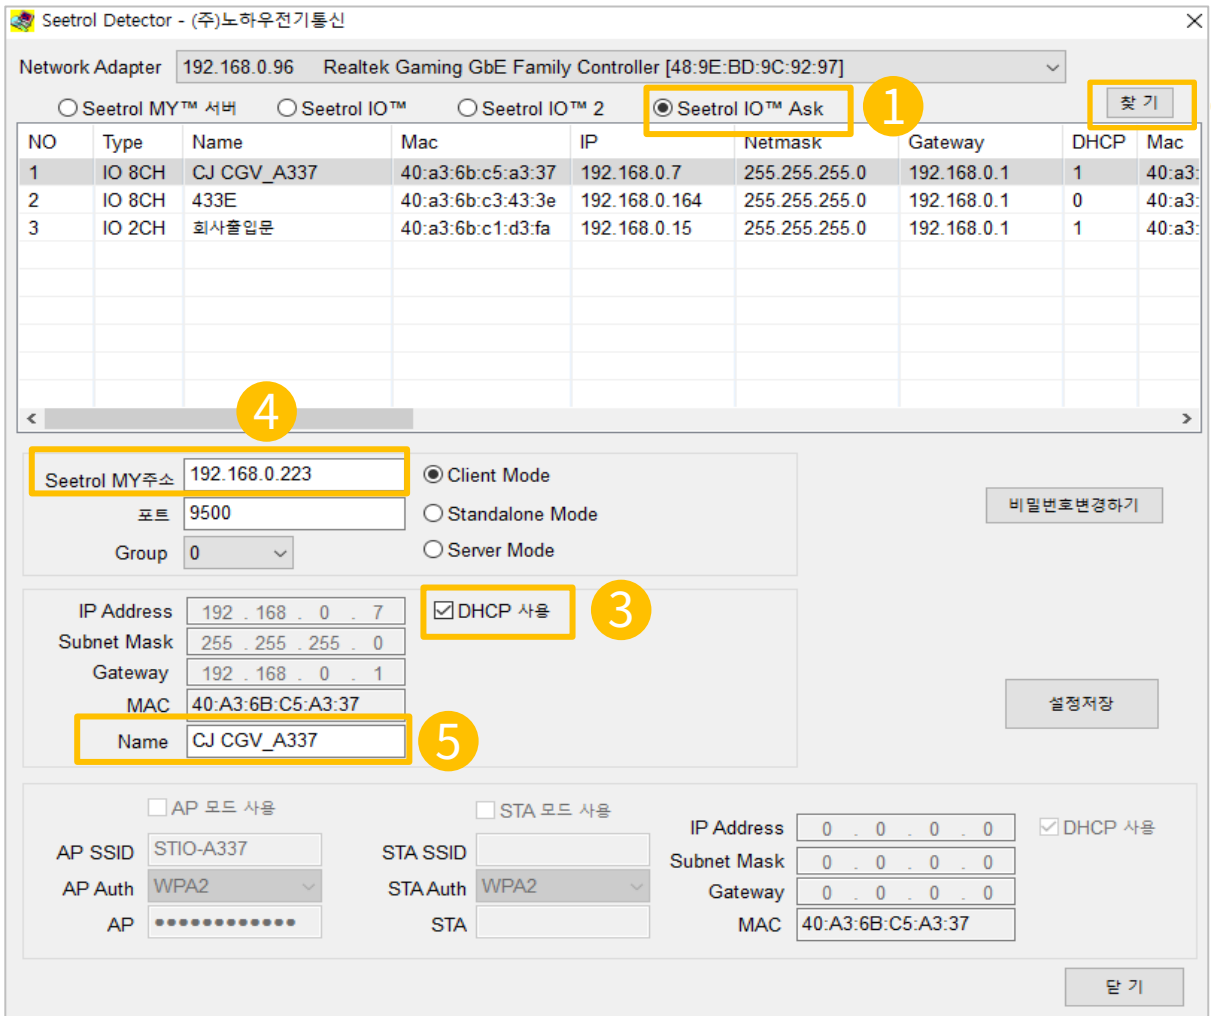 Seetrol Detector - (주)노하우전기통신
Network Adapter 192.168.0.96 Realtek Gaming GbE Family Controller [48:9E:BD:9C:92:97]
Seetrol MY™ 서버 Seetrol IO™ Seetrol IO™ 2 Seetrol IO™ Ask 1 찾 기
NO Type Name Mac IP Netmask Gateway DHCP Mac
1 IO 8CH CJ CGV_A337 40:a3:6b:c5:a3:37 192.168.0.7 255.255.255.0 192.168.0.1 1 40:a3:
2 IO 8CH 433E 40:a3:6b:c3:43:3e 192.168.0.164 255.255.255.0 192.168.0.1 0 40:a3:
3 IO 2CH 회사출입문 40:a3:6b:c1:d3:fa 192.168.0.15 255.255.255.0 192.168.0.1 1 40:a3:
4
Seetrol MY주소 192.168.0.223 Client Mode
포트 9500 Standalone Mode
비밀번호변경하기
Group 0 Server Mode
IP Address 192 . 168 . 0 . 7 DHCP 사용 3
Subnet Mask 255 . 255 . 255 . 0
Gateway 192 . 168 . 0 . 1
MAC 40:A3:6B:C5:A3:37
설정저장
Name CJ CGV_A337 5
AP 모드 사용 STA 모드 사용
IP Address 0 . 0 . 0 . 0 DHCP 사용
AP SSID STIO-A337 STA SSID
Subnet Mask 0 . 0 . 0 . 0
AP Auth WPA2 STA Auth WPA2
Gateway 0 . 0 . 0 . 0
AP ●●●●●●●●●●●● STA
MAC 40:A3:6B:C5:A3:37
닫 기